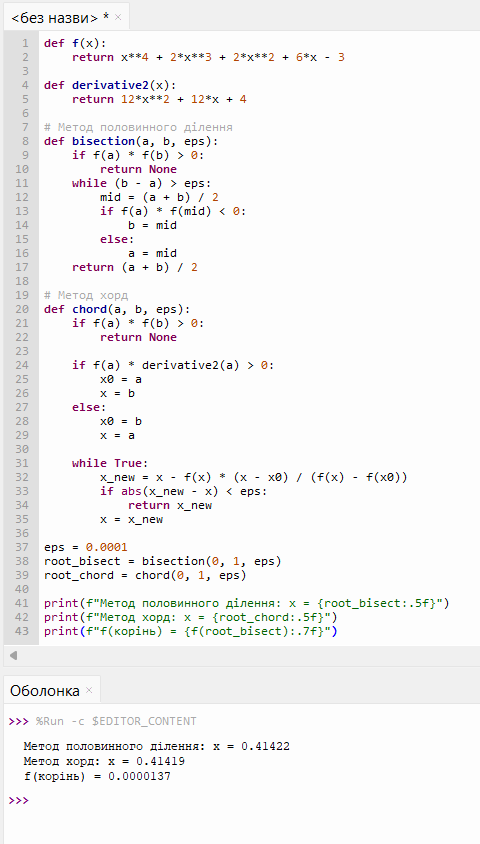 <без назви> * ×
1 def f(x):
2     return x**4 + 2*x**3 + 2*x**2 + 6*x - 3
3
4 def derivative2(x):
5     return 12*x**2 + 12*x + 4
6
7 # Метод половинного ділення
8 def bisection(a, b, eps):
9     if f(a) * f(b) > 0:
10         return None
11     while (b - a) > eps:
12         mid = (a + b) / 2
13         if f(a) * f(mid) < 0:
14             b = mid
15         else:
16             a = mid
17     return (a + b) / 2
18
19 # Метод хорд
20 def chord(a, b, eps):
21     if f(a) * f(b) > 0:
22         return None
23
24     if f(a) * derivative2(a) > 0:
25         x0 = a
26         x = b
27     else:
28         x0 = b
29         x = a
30
31     while True:
32         x_new = x - f(x) * (x - x0) / (f(x) - f(x0))
33         if abs(x_new - x) < eps:
34             return x_new
35         x = x_new
36
37 eps = 0.0001
38 root_bisect = bisection(0, 1, eps)
39 root_chord = chord(0, 1, eps)
40
41 print(f"Метод половинного ділення: x = {root_bisect:.5f}")
42 print(f"Метод хорд: x = {root_chord:.5f}")
43 print(f"f(корінь) = {f(root_bisect):.7f}")
Оболонка ×
>>> %Run -c $EDITOR_CONTENT
Метод половинного ділення: x = 0.41422
Метод хорд: x = 0.41419
f(корінь) = 0.0000137
>>>